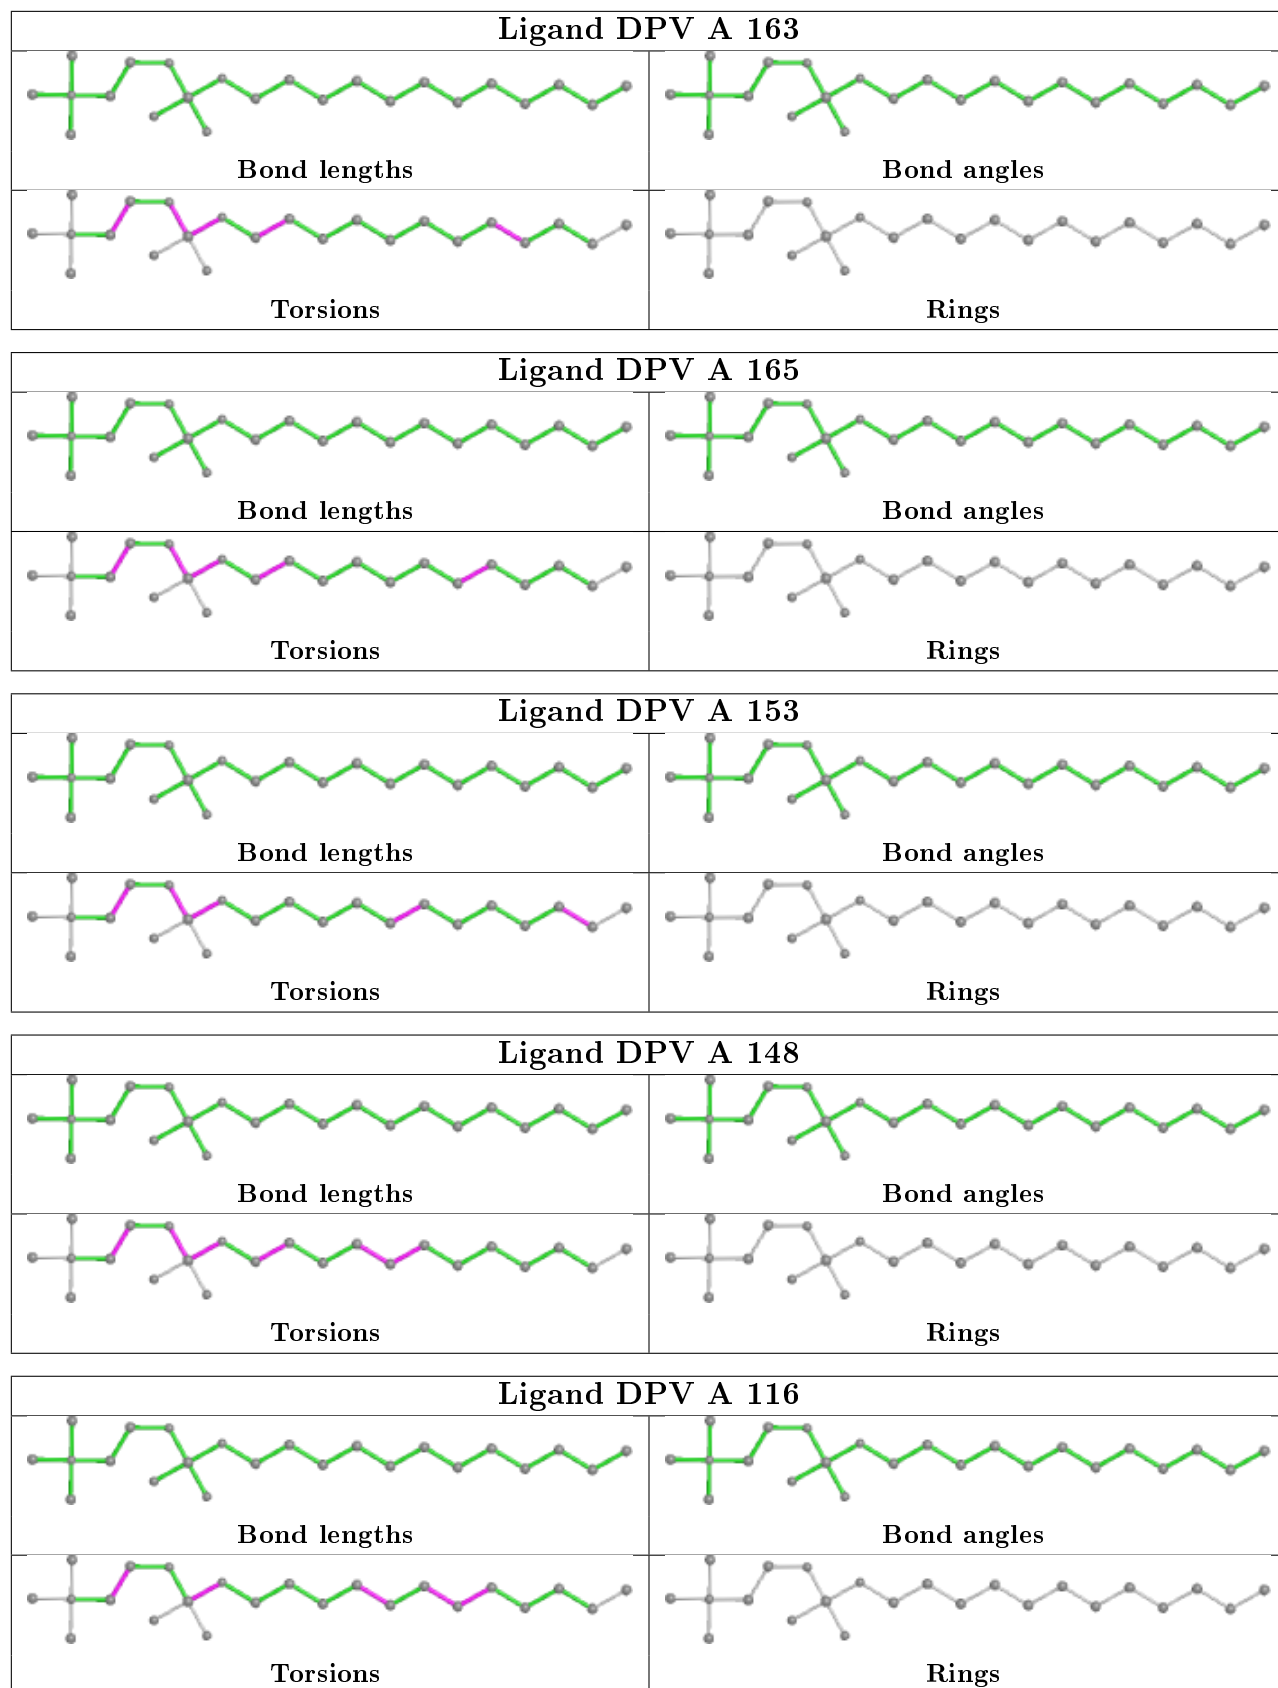 Ligand DPV A 163
Bond lengths
Bond angles
Torsions
Rings
Ligand DPV A 165
Bond lengths
Bond angles
Torsions
Rings
Ligand DPV A 153
Bond lengths
Bond angles
Torsions
Rings
Ligand DPV A 148
Bond lengths
Bond angles
Torsions
Rings
Ligand DPV A 116
Bond lengths
Bond angles
Torsions
Rings